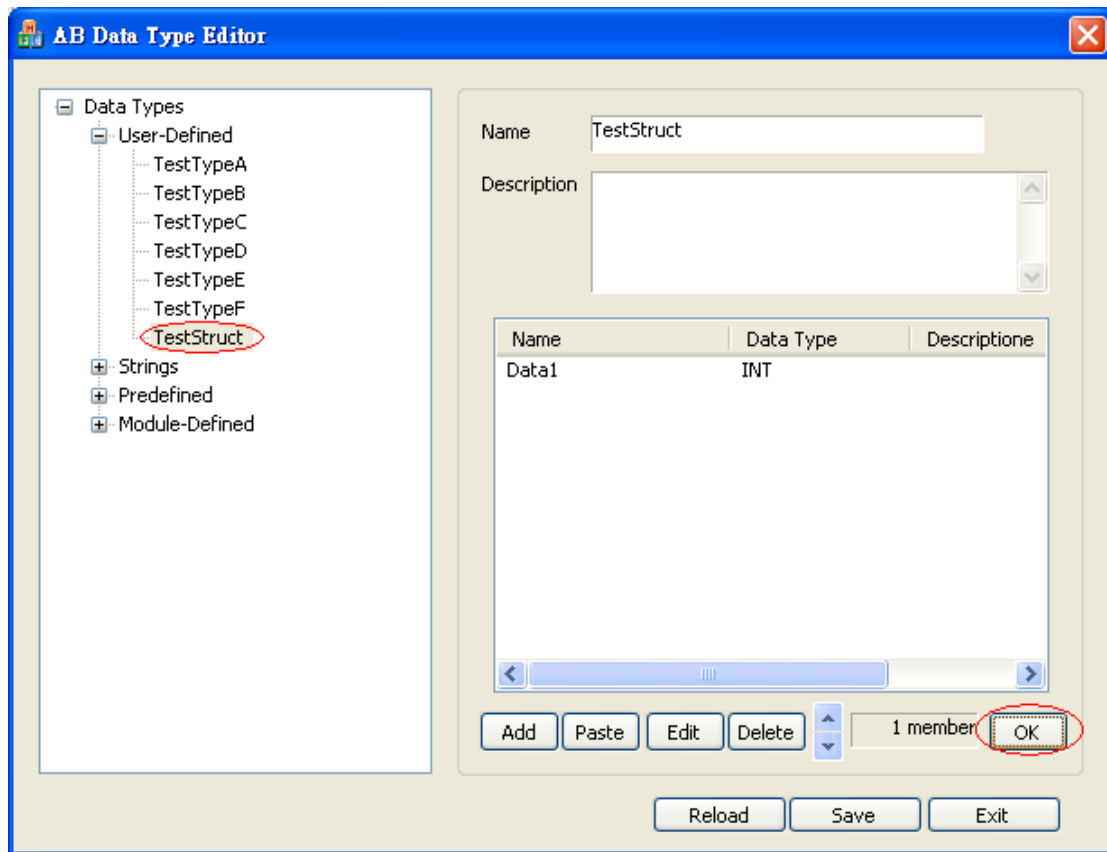 AB Data Type Editor
Data Types
User-Defined
TestTypeA
TestTypeB
TestTypeC
TestTypeD
TestTypeE
TestTypeF
TestStruct
Strings
Predefined
Module-Defined
Name TestStruct
Description
Name Data Type Descriptione
Data1 INT
Add Paste Edit Delete 1 member OK
Reload Save Exit